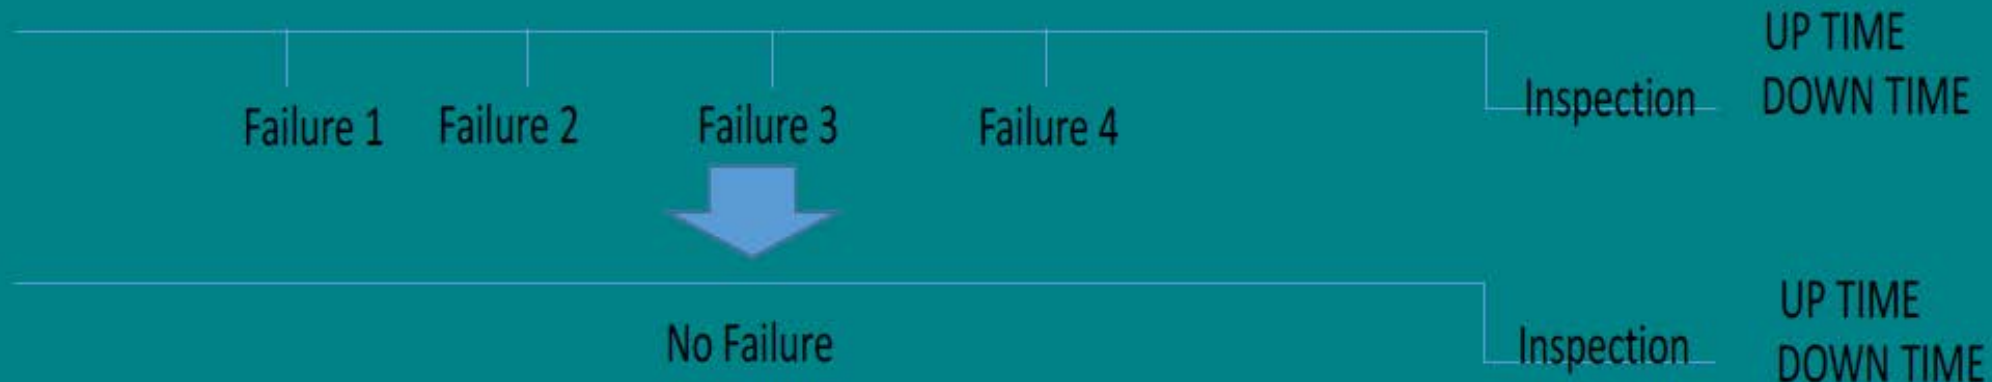 UP TIME
Inspection DOWN TIME
Failure 1 Failure 2 Failure 3 Failure 4
UP TIME
No Failure Inspection DOWN TIME